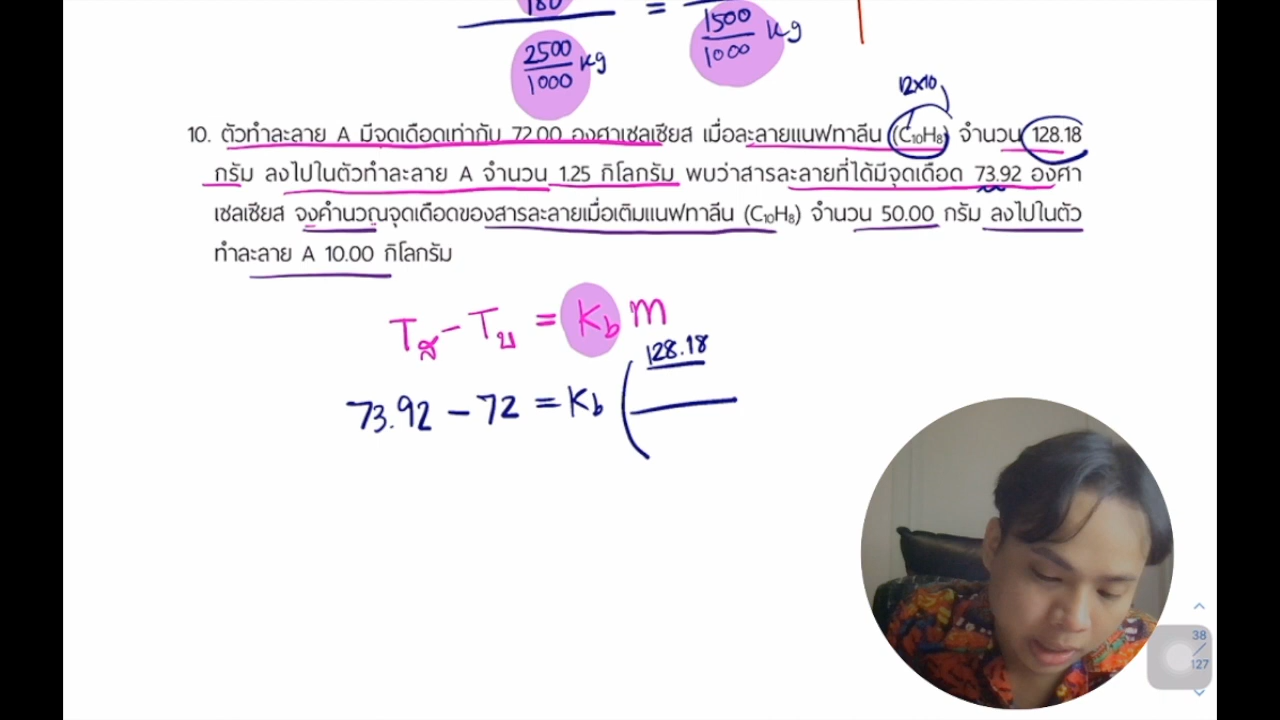 180
=
2500
1000 kg
1500
1000 kg
12x10
10. ตัวทำละลาย A มีจุดเดือดเท่ากับ 72.00 องศาเซลเซียส เมื่อละลายแนฟทาลีน (C₁₀H₈) จำนวน 128.18
กรัม ลงไปในตัวทำละลาย A จำนวน 1.25 กิโลกรัม พบว่าสารละลายที่ได้มีจุดเดือด 73.92 องศา
เซลเซียส จงคำนวณจุดเดือดของสารละลายเมื่อเติมแนฟทาลีน (C₁₀H₈) จำนวน 50.00 กรัม ลงไปในตัว
ทำละลาย A 10.00 กิโลกรัม
Tส - Tบ = Kb m
128.18
73.92 - 72 = Kb (
38
/
127